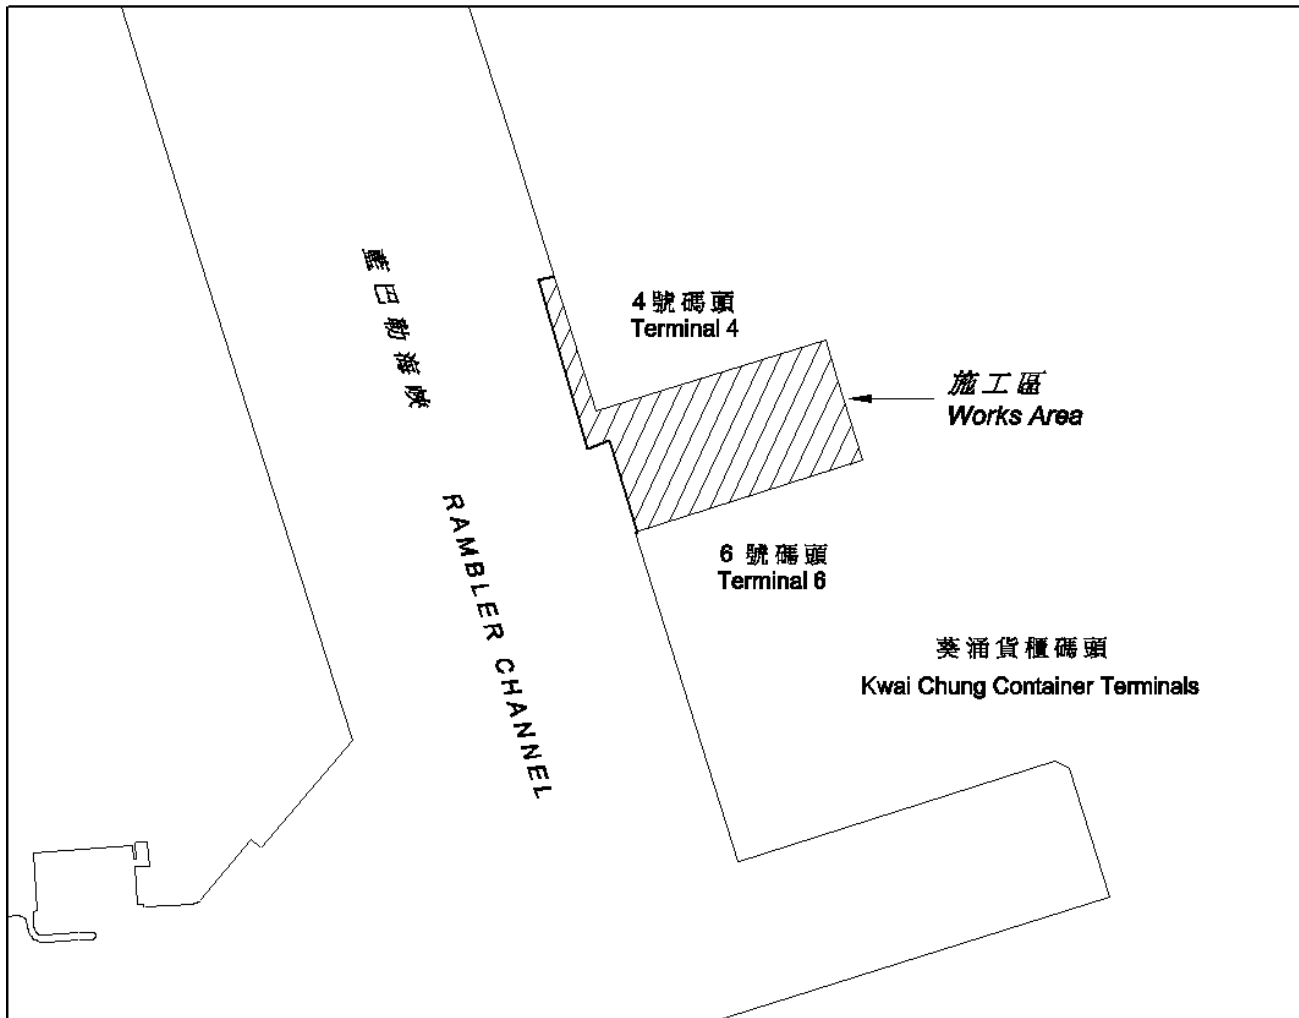 藍巴勒海峽
4號碼頭
Terminal 4
施工區
Works Area
RAMBLER CHANNEL
6 號碼頭
Terminal 6
葵涌貨櫃碼頭
Kwai Chung Container Terminals